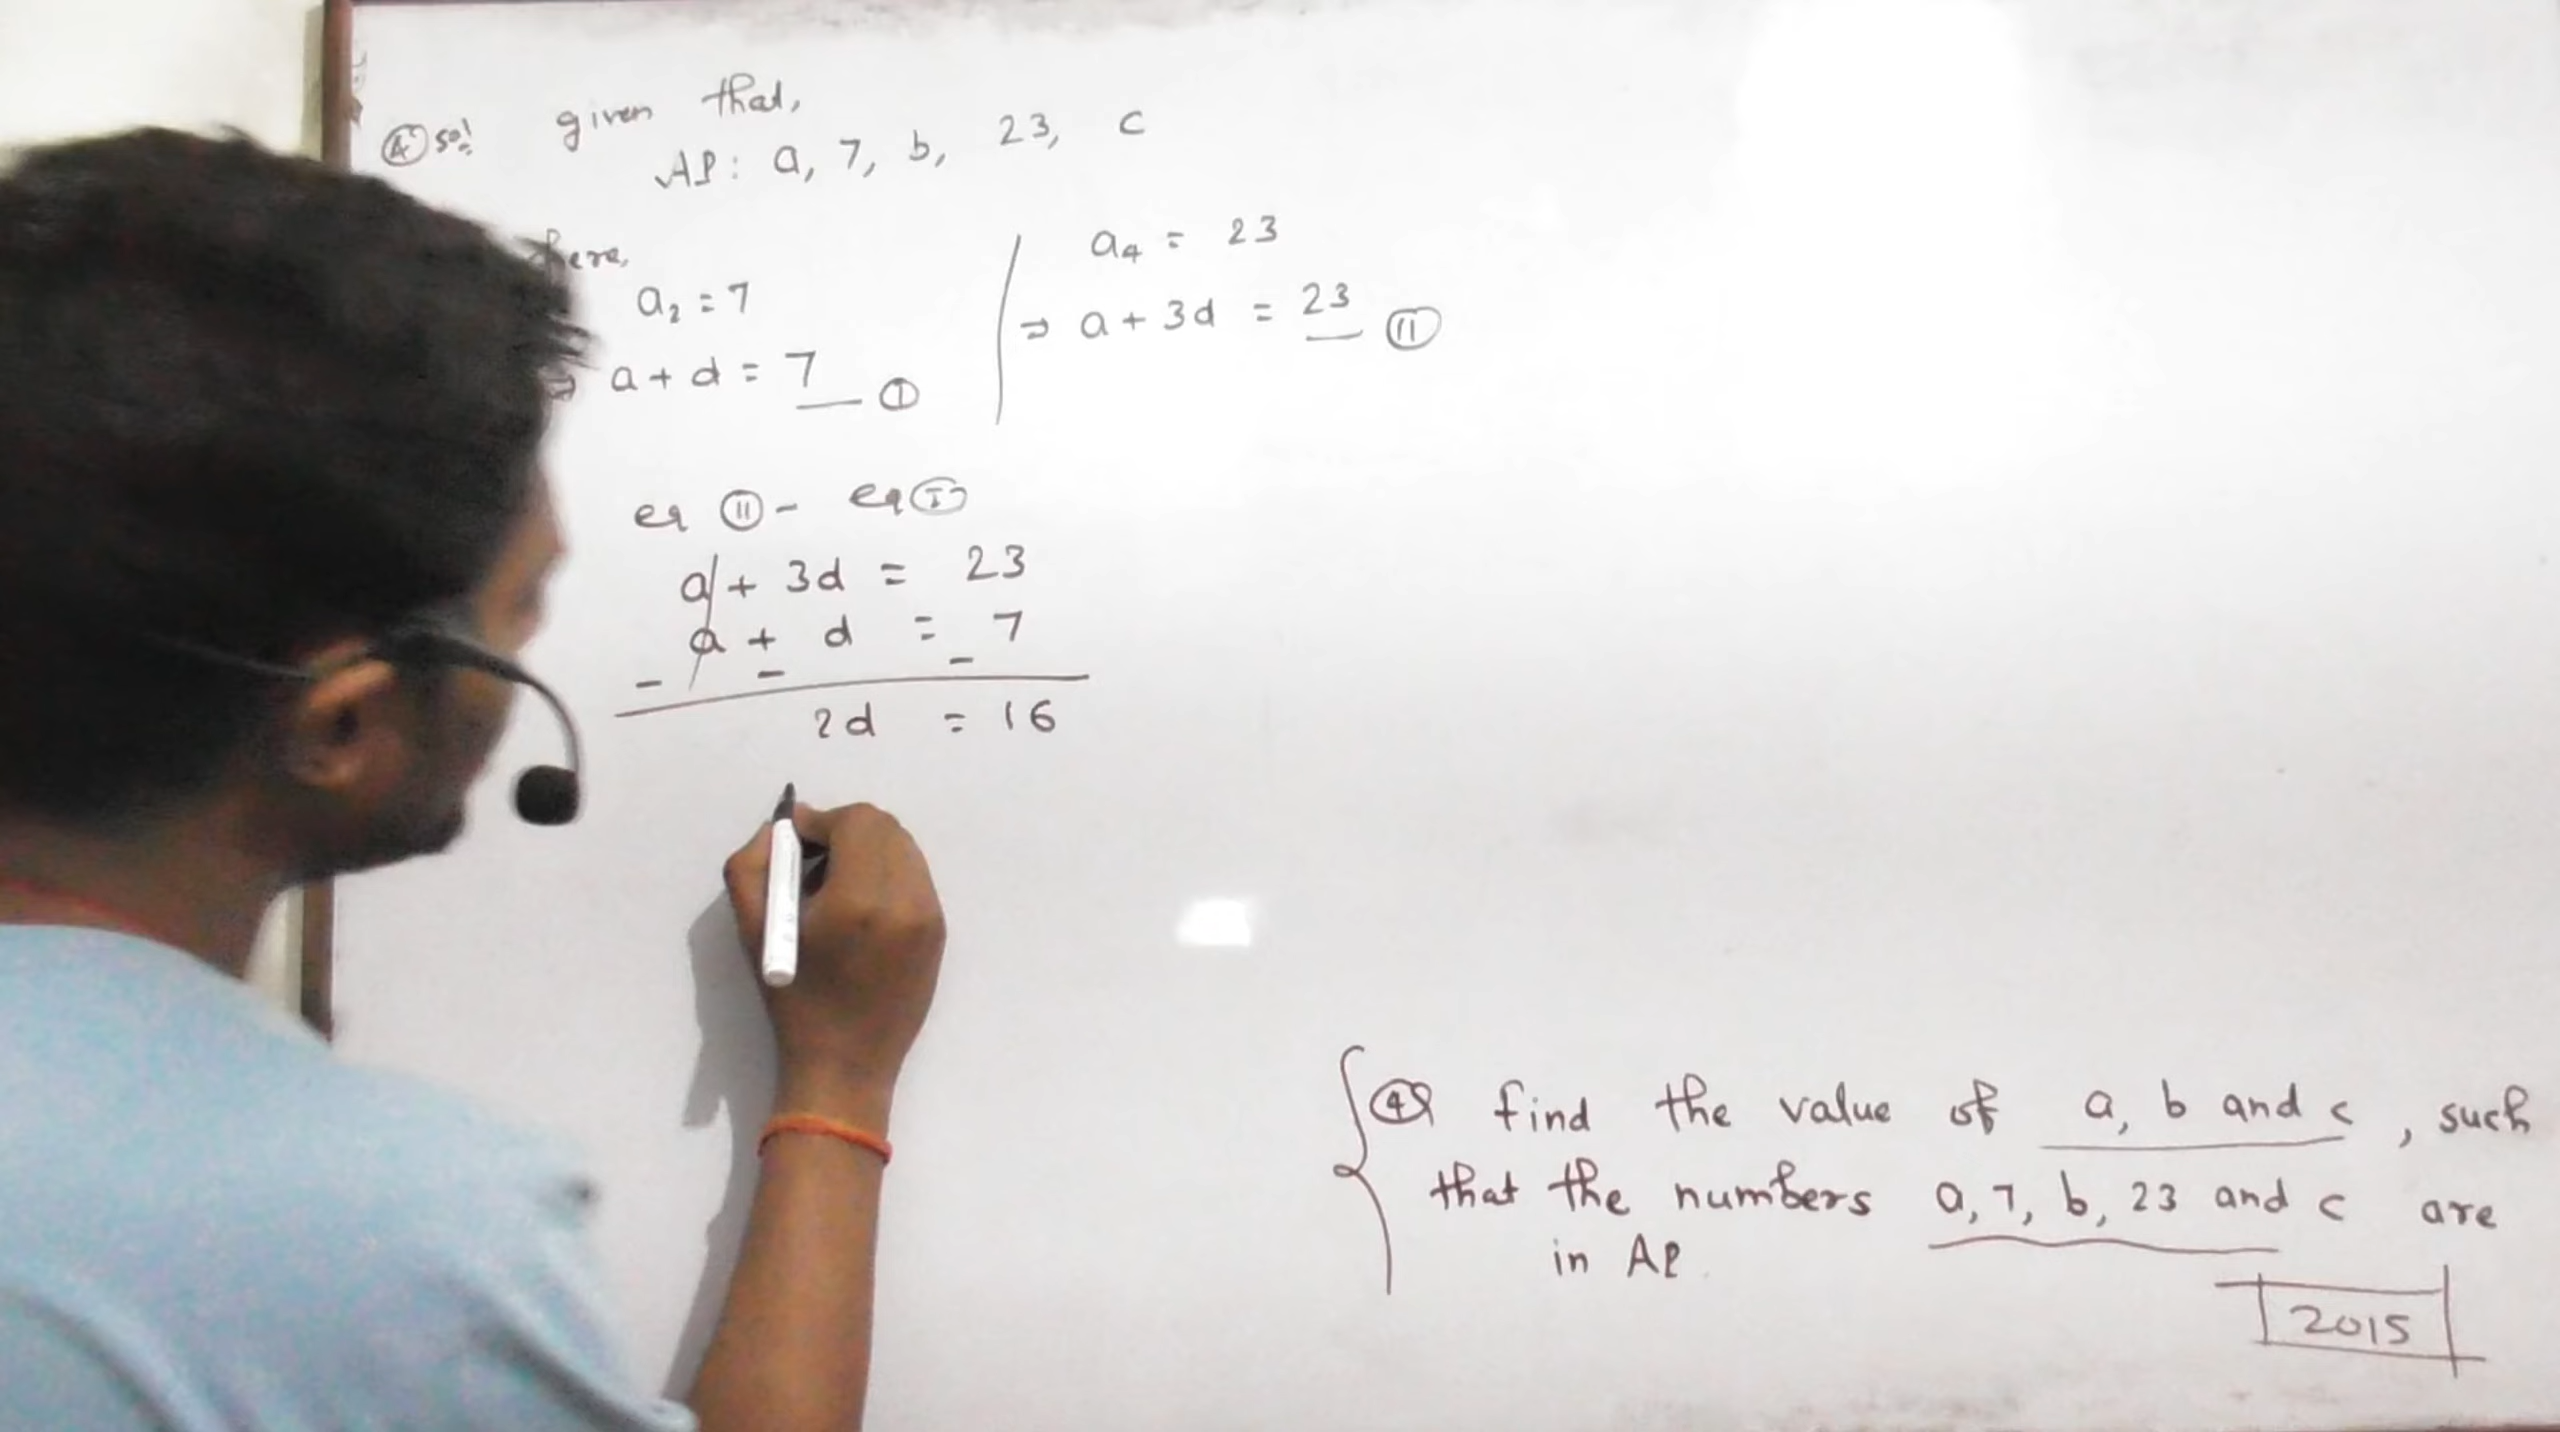 ④ sol: given that,
AP: a, 7, b, 23, c
here,
a₂ = 7
⇒ a + d = 7 — Ⓘ
a₄ = 23
⇒ a + 3d = 23 — ⑪
eq ⑪ - eq Ⓘ
a + 3d = 23
a + d = 7
- - -
2d = 16
④ find the value of a, b and c, such
that the numbers a, 7, b, 23 and c are
in AP
2015